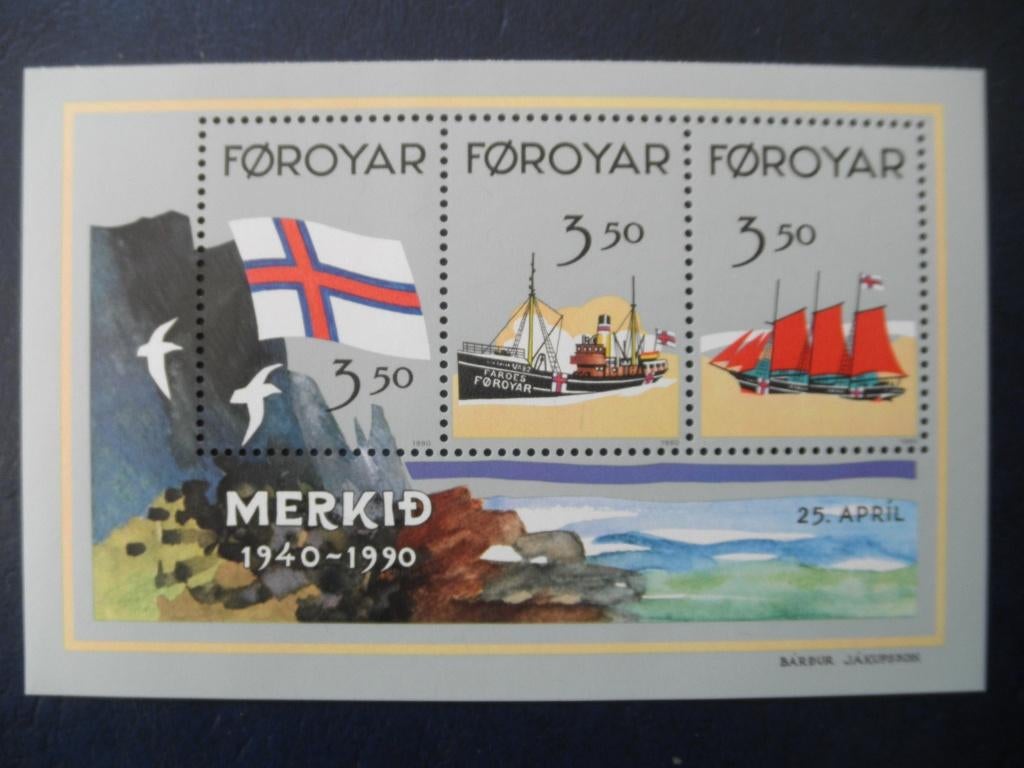 FØROYAR
3 50
1990
FØROYAR
3 50
FAROES
FØROYAR
1990
FØROYAR
3 50
1990
MERKIÐ
1940~1990
25. APRÍL
BÁRÐUR JÁKUPSSON